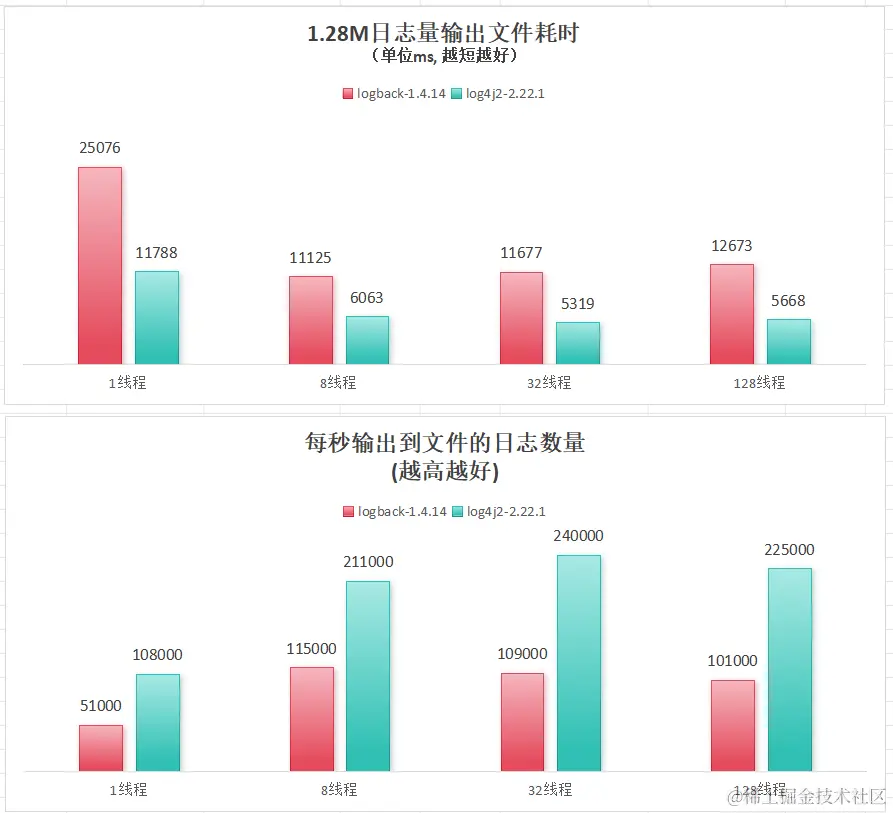 1.28M日志量输出文件耗时
（单位ms, 越短越好）
logback-1.4.14 log4j2-2.22.1
25076
11788
11125
6063
11677
5319
12673
5668
1线程 8线程 32线程 128线程
每秒输出到文件的日志数量
(越高越好)
logback-1.4.14 log4j2-2.22.1
51000
108000
115000
211000
109000
240000
101000
225000
1线程 8线程 32线程 128线程
@稀土掘金技术社区